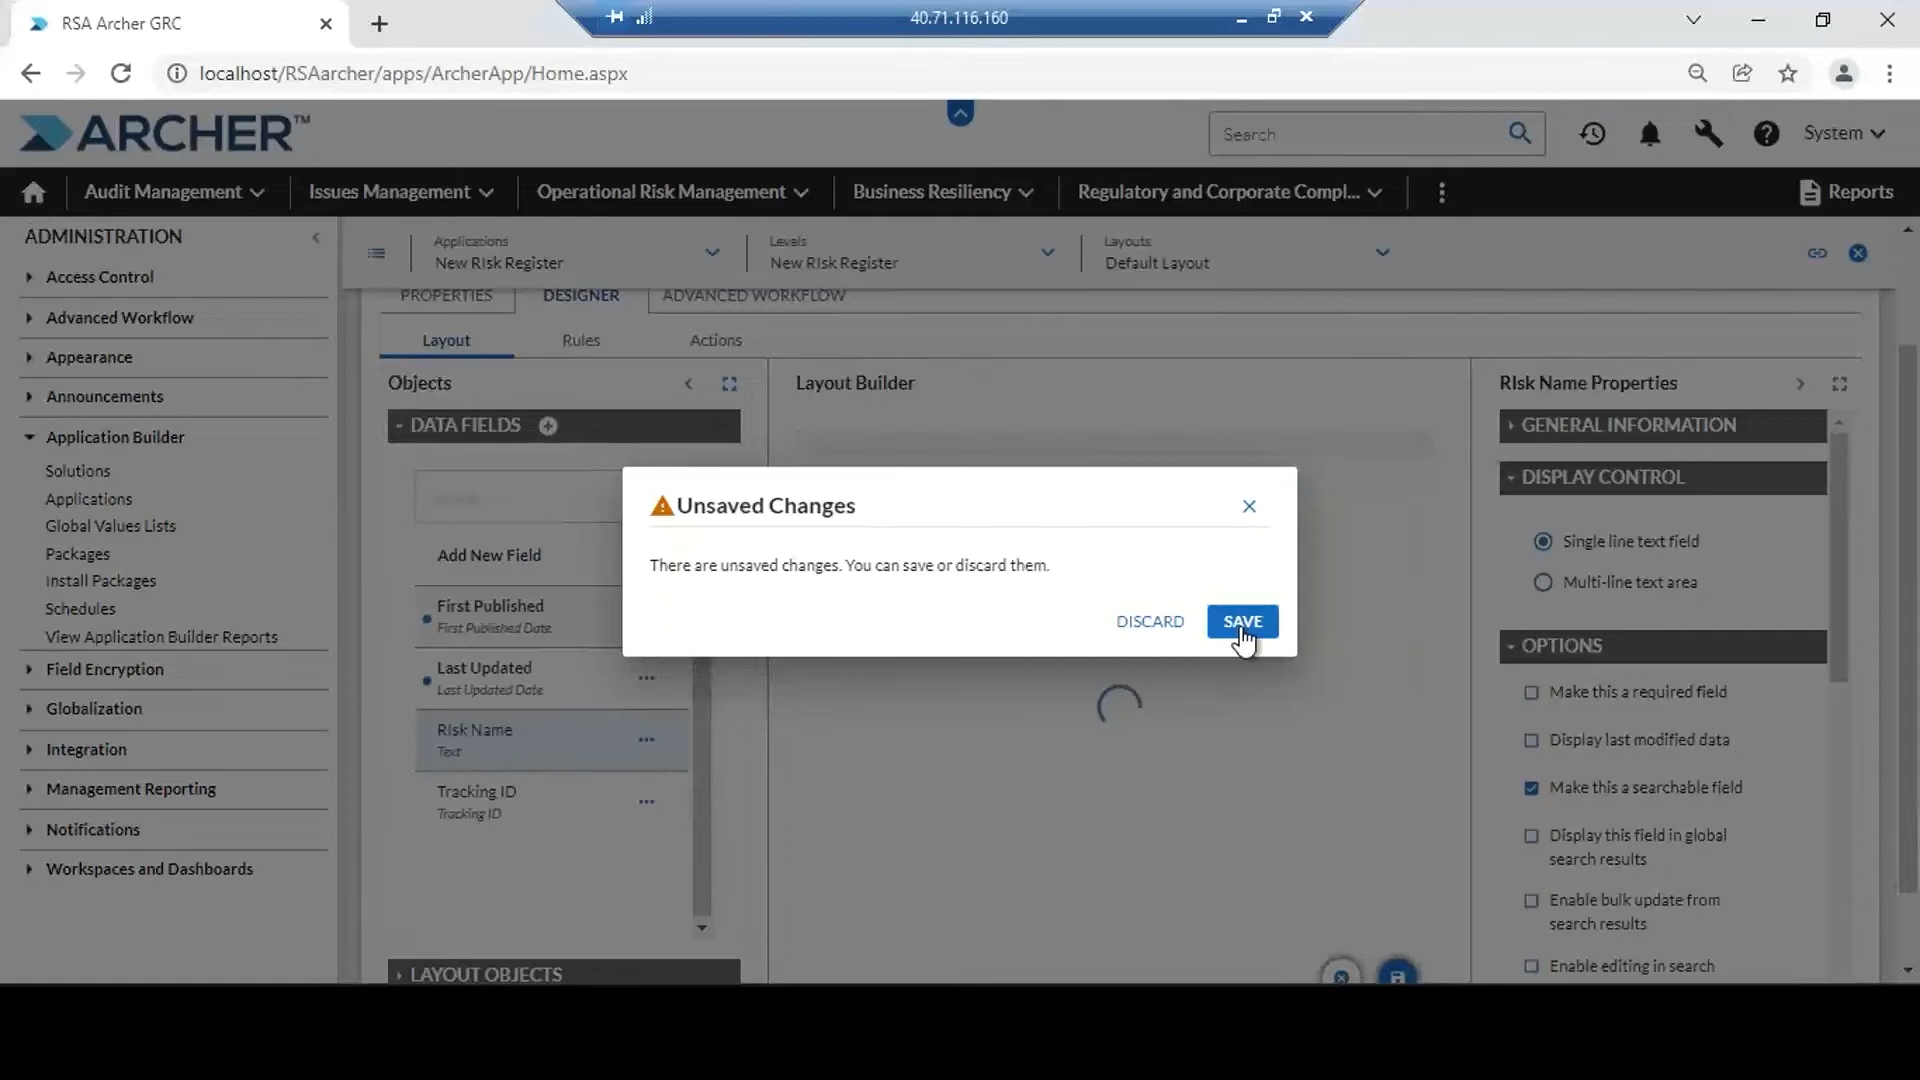 RSA Archer GRC
40.71.116.160
localhost/RSAarcher/apps/ArcherApp/Home.aspx
ARCHER™
Search
System
Audit Management
Issues Management
Operational Risk Management
Business Resiliency
Regulatory and Corporate Compl...
Reports
ADMINISTRATION
Access Control
Advanced Workflow
Appearance
Announcements
Application Builder
Solutions
Applications
Global Values Lists
Packages
Install Packages
Schedules
View Application Builder Reports
Field Encryption
Globalization
Integration
Management Reporting
Notifications
Workspaces and Dashboards
Applications
New RIsk Register
Levels
New RIsk Register
Layouts
Default Layout
PROPERTIES
DESIGNER
ADVANCED WORKFLOW
Layout
Rules
Actions
Objects
DATA FIELDS
Add New Field
First Published
First Published Date
Last Updated
Last Updated Date
RIsk Name
Text
Tracking ID
Tracking ID
LAYOUT OBJECTS
Layout Builder
Unsaved Changes
There are unsaved changes. You can save or discard them.
DISCARD
SAVE
RIsk Name Properties
GENERAL INFORMATION
DISPLAY CONTROL
Single line text field
Multi-line text area
OPTIONS
Make this a required field
Display last modified data
Make this a searchable field
Display this field in global
search results
Enable bulk update from
search results
Enable editing in search